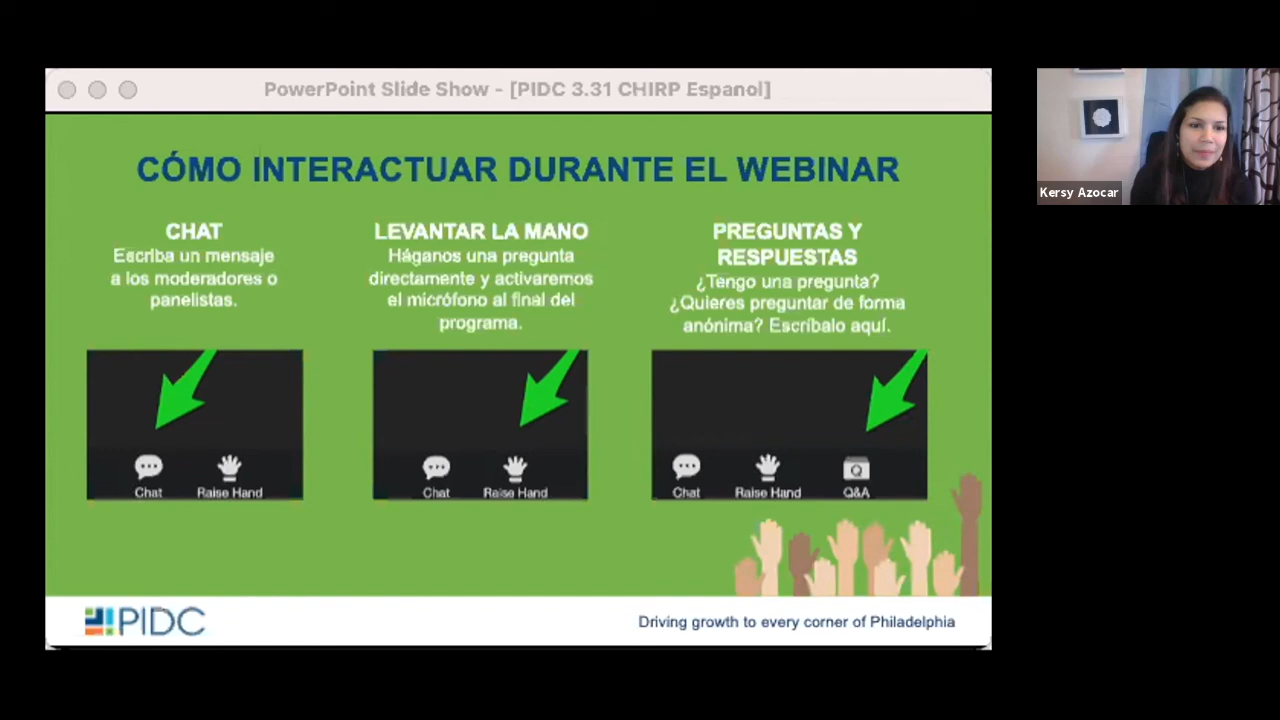 PowerPoint Slide Show - [PIDC 3.31 CHIRP Espanol]
CÓMO INTERACTUAR DURANTE EL WEBINAR
CHAT
Escriba un mensaje
a los moderadores o
panelistas.
LEVANTAR LA MANO
Háganos una pregunta
directamente y activaremos
el micrófono al final del
programa.
PREGUNTAS Y
RESPUESTAS
¿Tengo una pregunta?
¿Quieres preguntar de forma
anónima? Escríbalo aquí.
Chat
Raise Hand
Chat
Raise Hand
Chat
Raise Hand
Q&A
PIDC
Driving growth to every corner of Philadelphia
Kersy Azocar